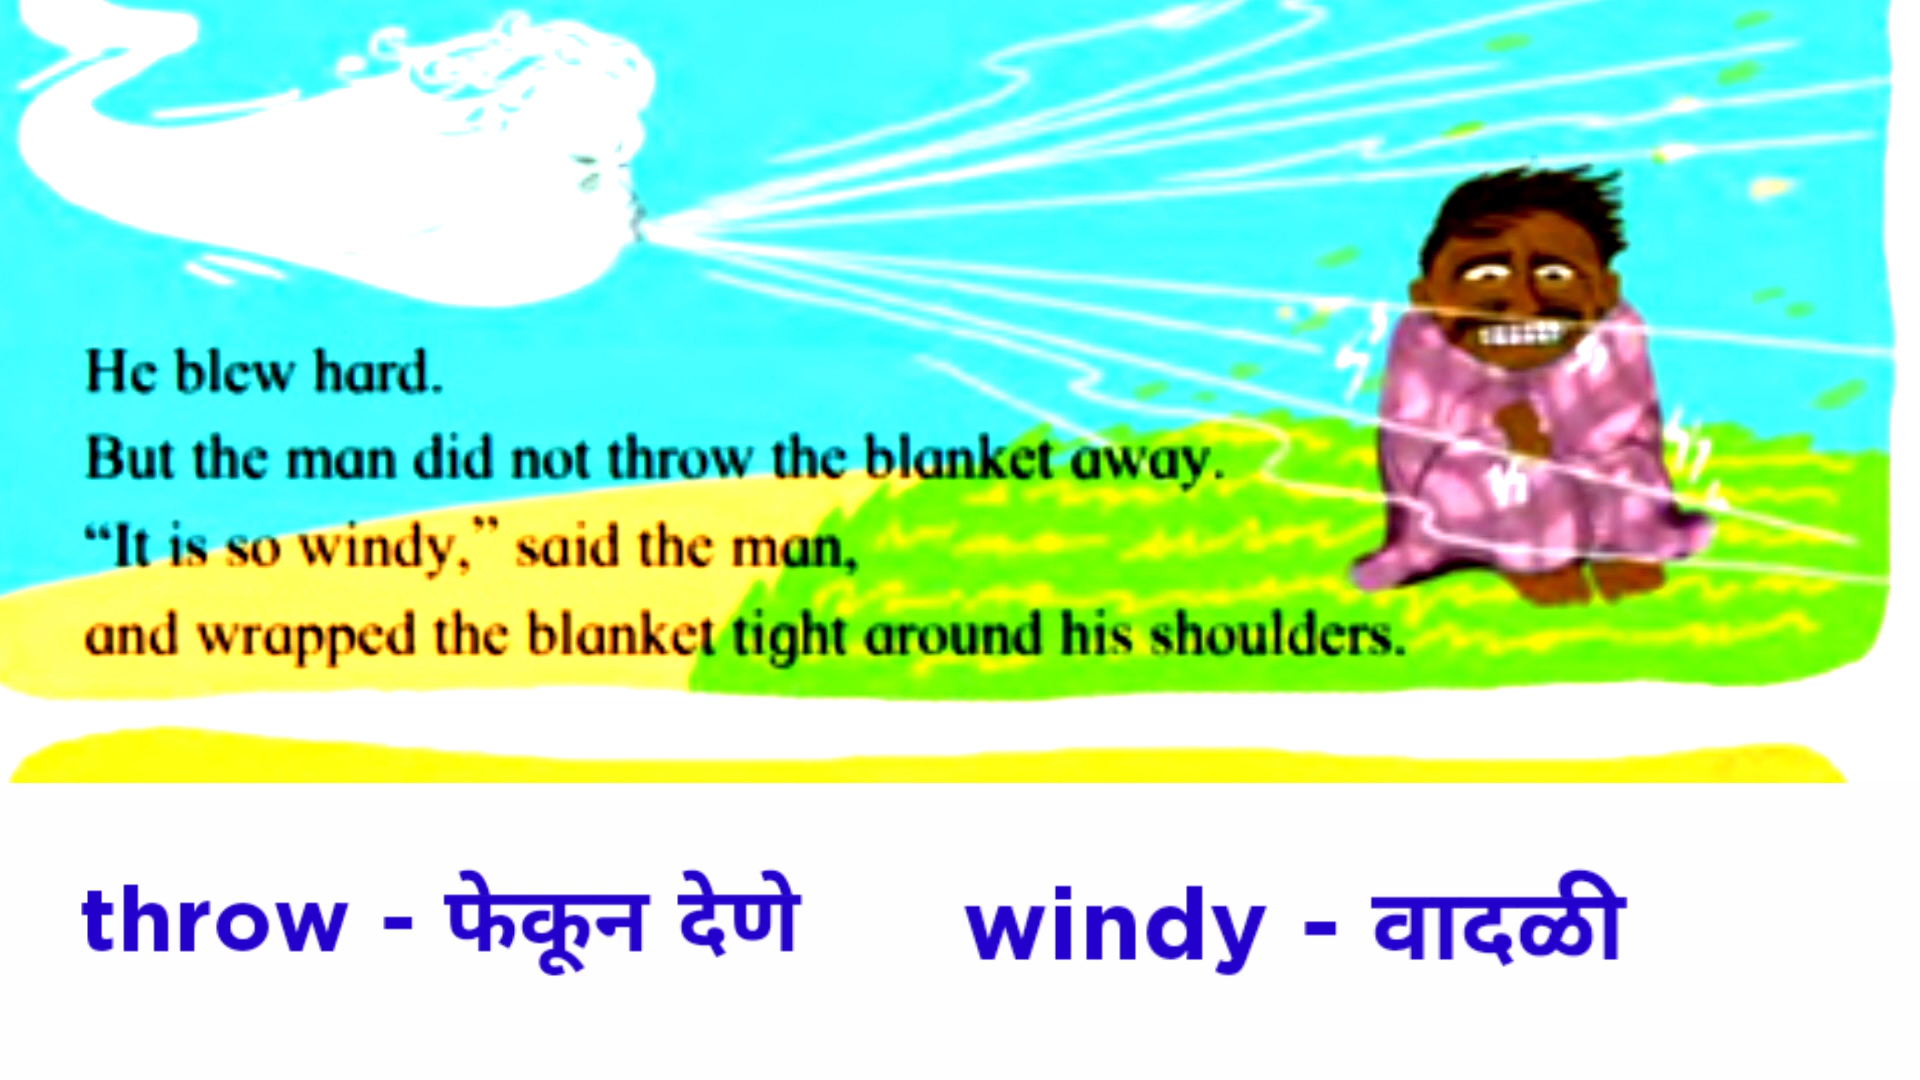 He blew hard.
But the man did not throw the blanket away.
“It is so windy,” said the man,
and wrapped the blanket tight around his shoulders.
throw - फेकून देणे windy - वादळी